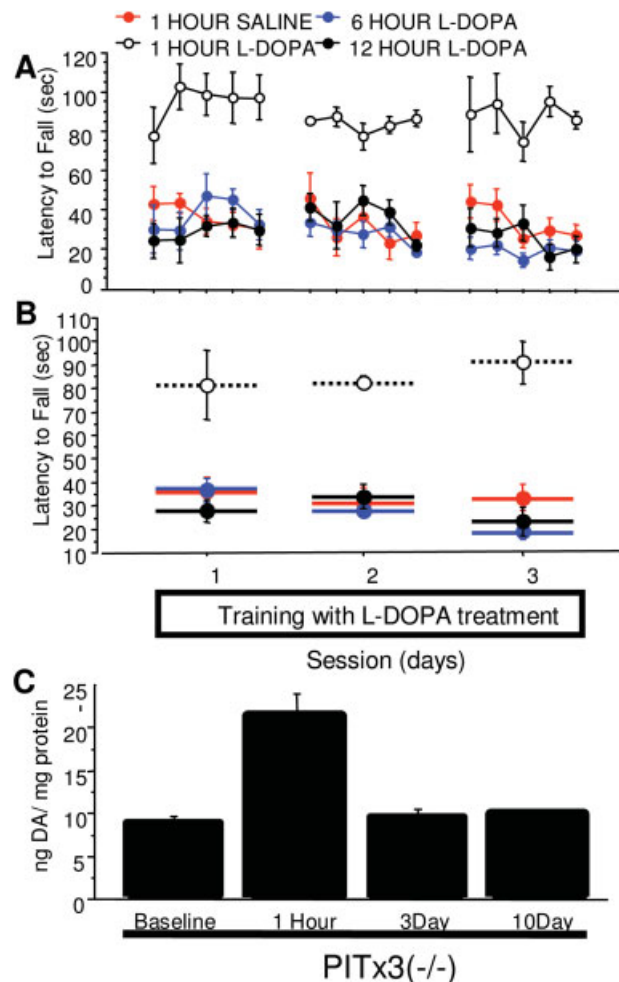 1 HOUR SALINE 6 HOUR L-DOPA
1 HOUR L-DOPA 12 HOUR L-DOPA
A
Latency to Fall (sec)
120
100
80
60
40
20
0
B
Latency to Fall (sec)
110
100
90
80
70
60
50
40
30
20
10
1 2 3
Training with L-DOPA treatment
Session (days)
C
ng DA/ mg protein
25
20
15
10
5
0
Baseline 1 Hour 3Day 10Day
PITx3(-/-)